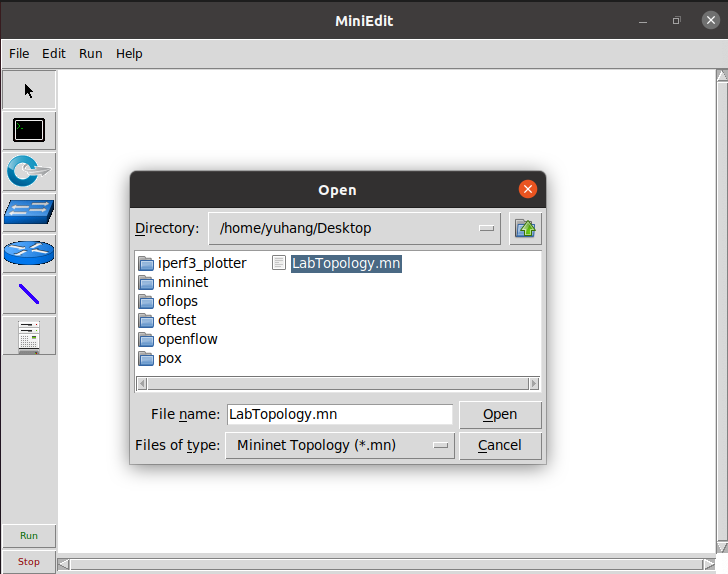 MiniEdit
File Edit Run Help
Open
Directory: /home/yuhang/Desktop
iperf3_plotter LabTopology.mn
mininet
oflops
oftest
openflow
pox
File name: LabTopology.mn Open
Files of type: Mininet Topology (*.mn) Cancel
Run
Stop